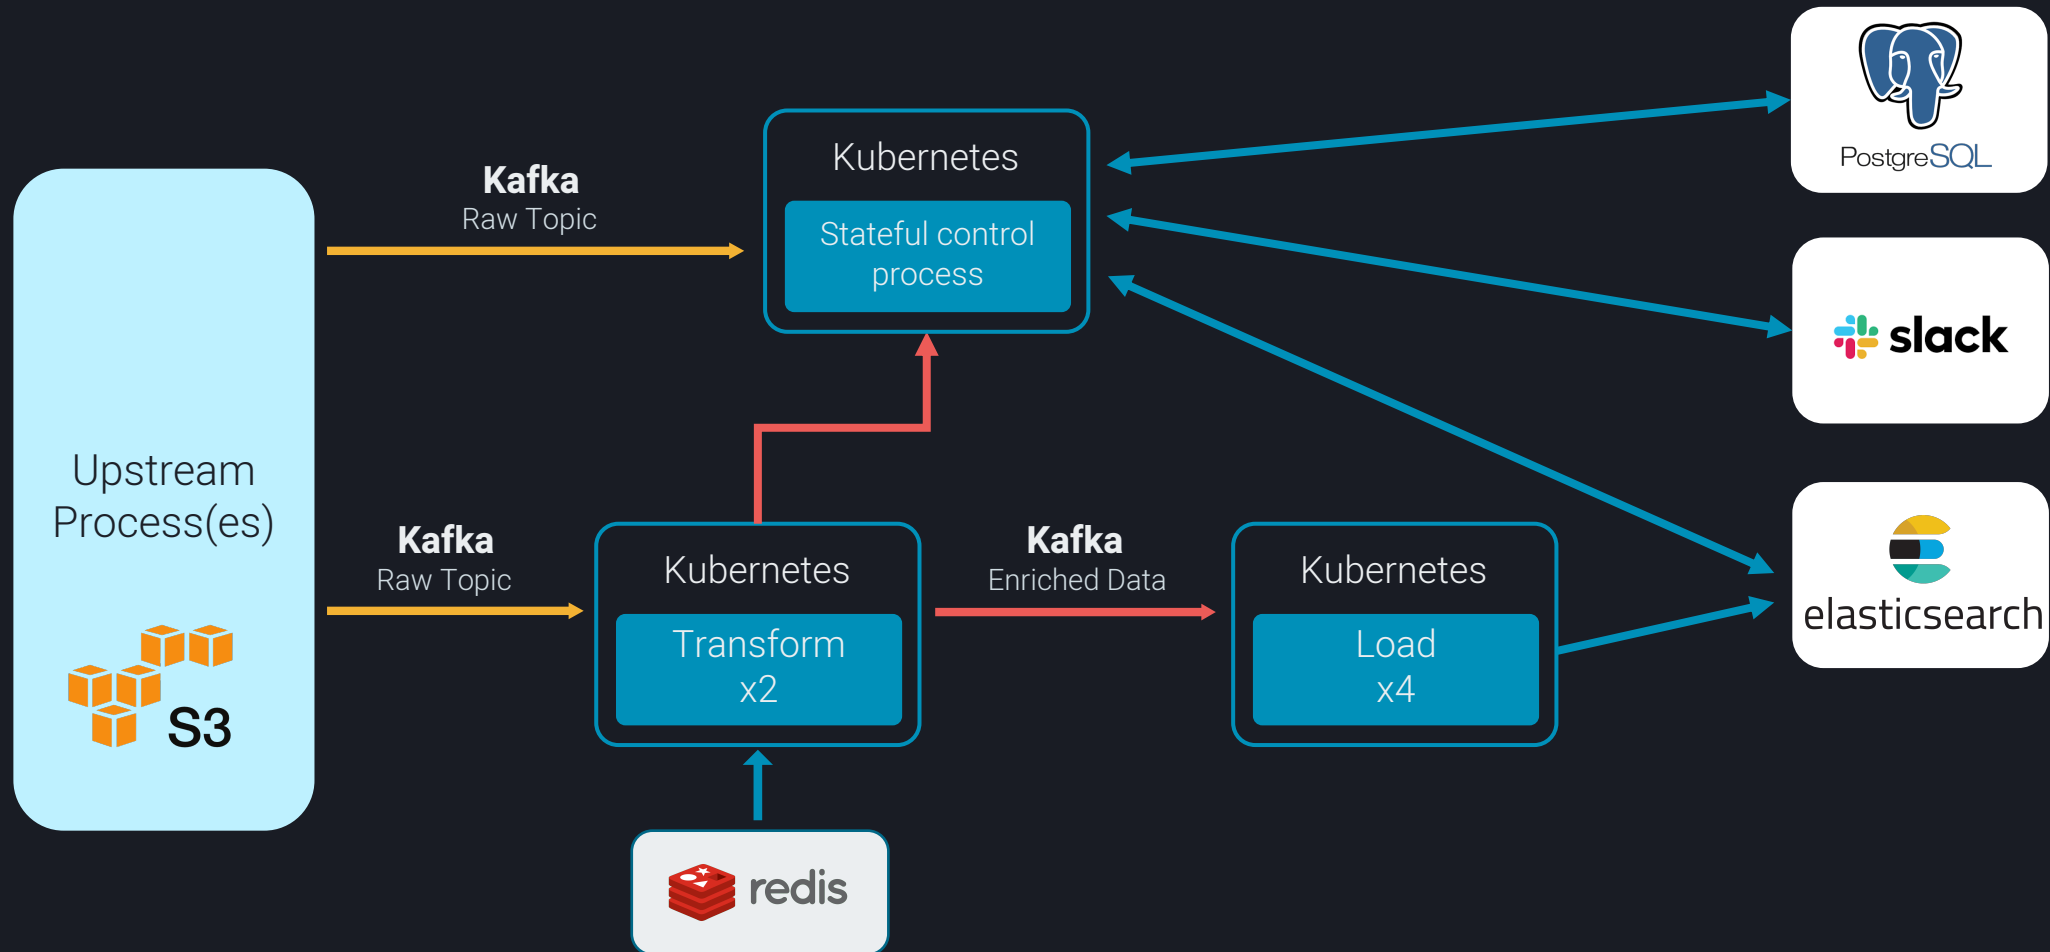 PostgreSQL
Kubernetes
Stateful control
process
Kafka
Raw Topic
slack
Upstream
Process(es)
S3
Kafka
Raw Topic
Kubernetes
Transform
x2
Kafka
Enriched Data
Kubernetes
Load
x4
elasticsearch
redis